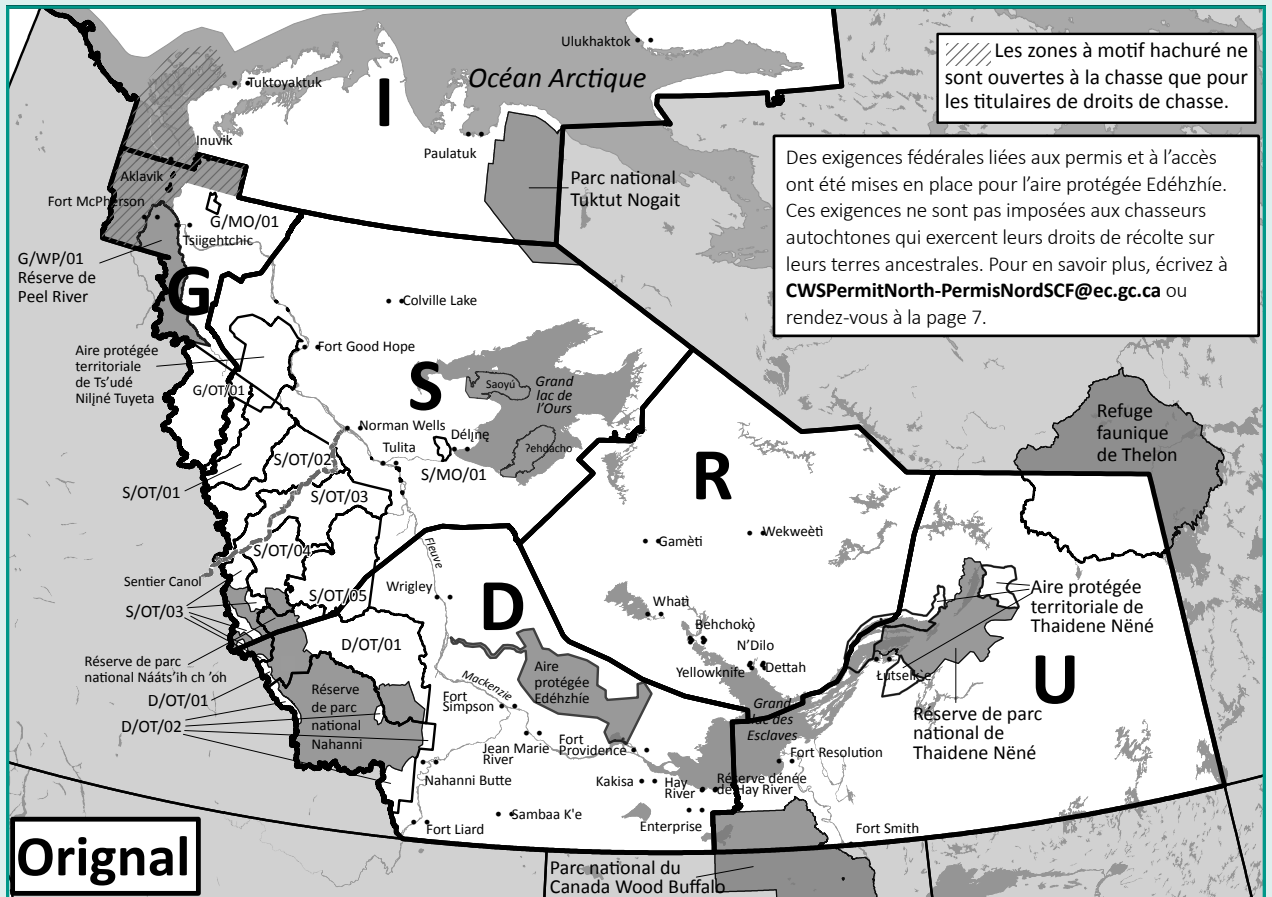 Ulukhaktok
Océan Arctique
Tuktoyaktuk
I
Inuvik
Paulatuk
Aklavik
Parc national
Tuktut Nogait
Fort McPherson
G/MO/01
Tsiigehtchic
G/WP/01
Réserve de
Peel River
G
Les zones à motif hachuré ne
sont ouvertes à la chasse que pour
les titulaires de droits de chasse.
Des exigences fédérales liées aux permis et à l'accès
ont été mises en place pour l'aire protégée Edéhzhíe.
Ces exigences ne sont pas imposées aux chasseurs
autochtones qui exercent leurs droits de récolte sur
leurs terres ancestrales. Pour en savoir plus, écrivez à
CWSPermitNorth-PermisNordSCF@ec.gc.ca ou
rendez-vous à la page 7.
Colville Lake
Fort Good Hope
Aire protégée
territoriale
de Ts'udé
Nilįné Tuyeta
G/OT/01
S
Saoyú
Grand
lac de
l'Ours
Ɂehdacho
Norman Wells
Tulita
Délįnę
S/MO/01
S/OT/02
S/OT/01
S/OT/03
S/OT/04
Sentier Canol
S/OT/03
S/OT/05
Refuge
faunique
de Thelon
R
Gamètì
Wekweètì
Fleuve
Wrigley
D
Whatì
Behchokǫ̀
N'Dilo
Yellowknife
Dettah
Aire protégée
territoriale de
Thaidene Nëné
Łutselk'e
U
Réserve de parc
national de
Thaidene Nëné
Réserve de parc
national Nááts'ihch'oh
D/OT/01
D/OT/01
D/OT/02
Réserve
de parc
national
Nahanni
Mackenzie
Aire
protégée
Edéhzhíe
Fort
Simpson
Jean Marie
River
Fort
Providence
Grand
lac des
Esclaves
Fort Resolution
Nahanni Butte
Kakisa
Hay
River
Réserve dénée
de Hay River
Sambaa K'e
Enterprise
Fort Liard
Fort Smith
Orignal
Parc national du
Canada Wood Buffalo